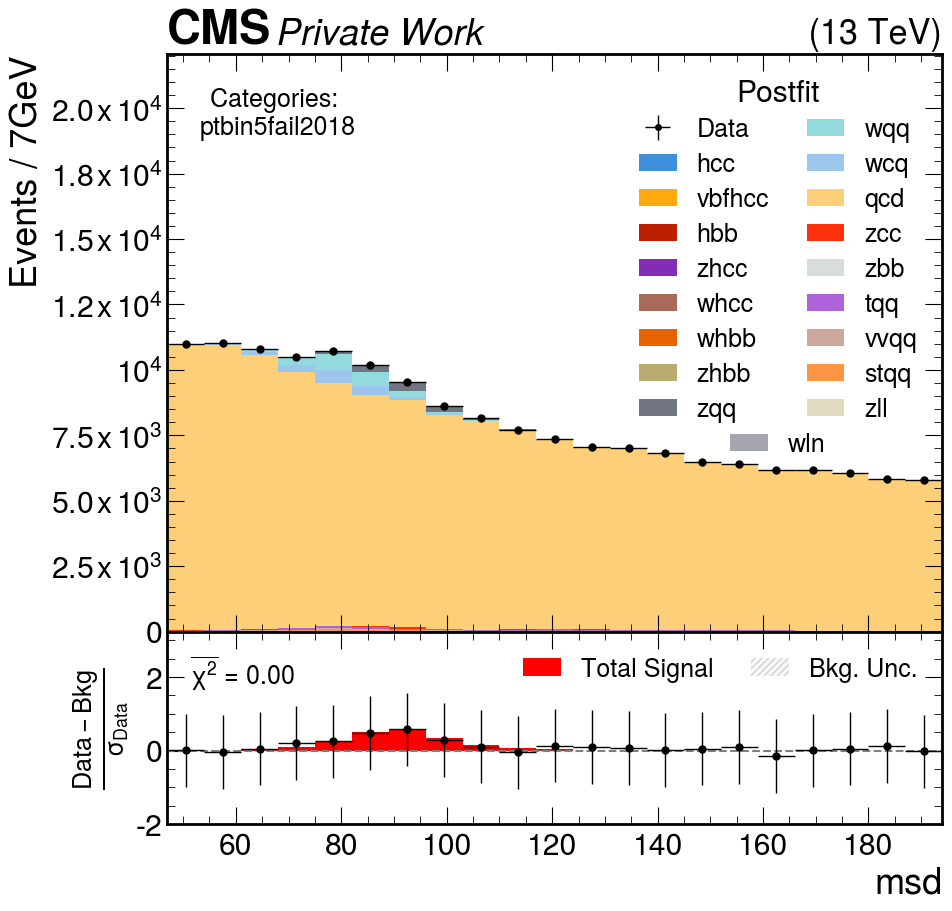 CMS Private Work (13 TeV)
Events / 7GeV
2.0 x 10⁴
1.8 x 10⁴
1.5 x 10⁴
1.2 x 10⁴
10⁴
7.5 x 10³
5.0 x 10³
2.5 x 10³
0
Categories:
ptbin5fail2018
Postfit
Data
hcc
vbfhcc
hbb
zhcc
whcc
whbb
zhbb
zqq
wqq
wcq
qcd
zcc
zbb
tqq
vvqq
stqq
zll
wln
Data – Bkg
σData
2
0
-2
χ² = 0.00
Total Signal
Bkg. Unc.
60 80 100 120 140 160 180
msd